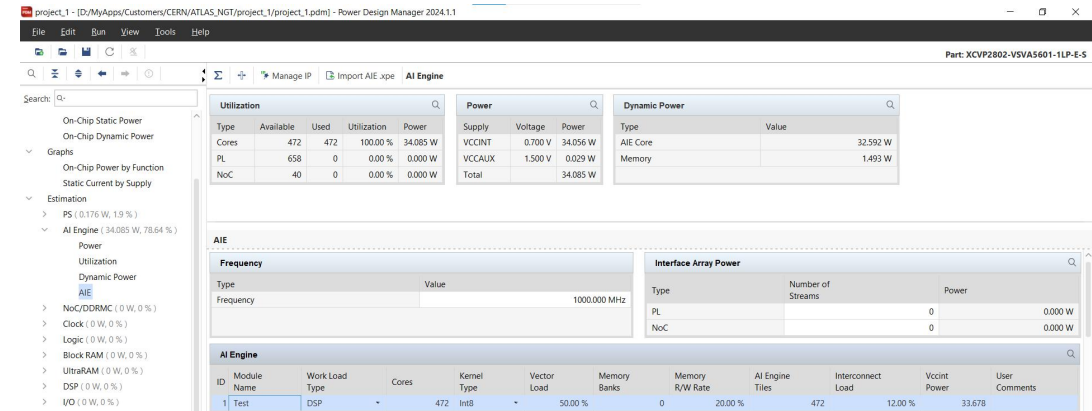 project_1 - [D:/MyApps/Customers/CERN/ATLAS_NGT/project_1/project_1.pdm] - Power Design Manager 2024.1.1
File Edit Run View Tools Help
Part: XCVP2802-VSVA5601-1LP-E-S
Manage IP Import AIE .xpe AI Engine
Search: Q-
On-Chip Static Power
On-Chip Dynamic Power
Graphs
On-Chip Power by Function
Static Current by Supply
Estimation
PS ( 0.176 W, 1.9 % )
AI Engine ( 34.085 W, 78.64 % )
Power
Utilization
Dynamic Power
AIE
NoC/DDRMC ( 0 W, 0 % )
Clock ( 0 W, 0 % )
Logic ( 0 W, 0 % )
Block RAM ( 0 W, 0 % )
UltraRAM ( 0 W, 0 % )
DSP ( 0 W, 0 % )
I/O ( 0 W, 0 % )
Utilization
Type Available Used Utilization Power
Cores 472 472 100.00 % 34.085 W
PL 658 0 0.00 % 0.000 W
NoC 40 0 0.00 % 0.000 W
Power
Supply Voltage Power
VCCINT 0.700 V 34.056 W
VCCAUX 1.500 V 0.029 W
Total 34.085 W
Dynamic Power
Type Value
AIE Core 32.592 W
Memory 1.493 W
AIE
Frequency
Type Value
Frequency 1000.000 MHz
Interface Array Power
Type Number of Streams Power
PL 0 0.000 W
NoC 0 0.000 W
AI Engine
ID Module Name Work Load Type Cores Kernel Type Vector Load Memory Banks Memory R/W Rate AI Engine Tiles Interconnect Load Vccint Power User Comments
1 Test DSP 472 Int8 50.00 % 0 20.00 % 472 12.00 % 33.678